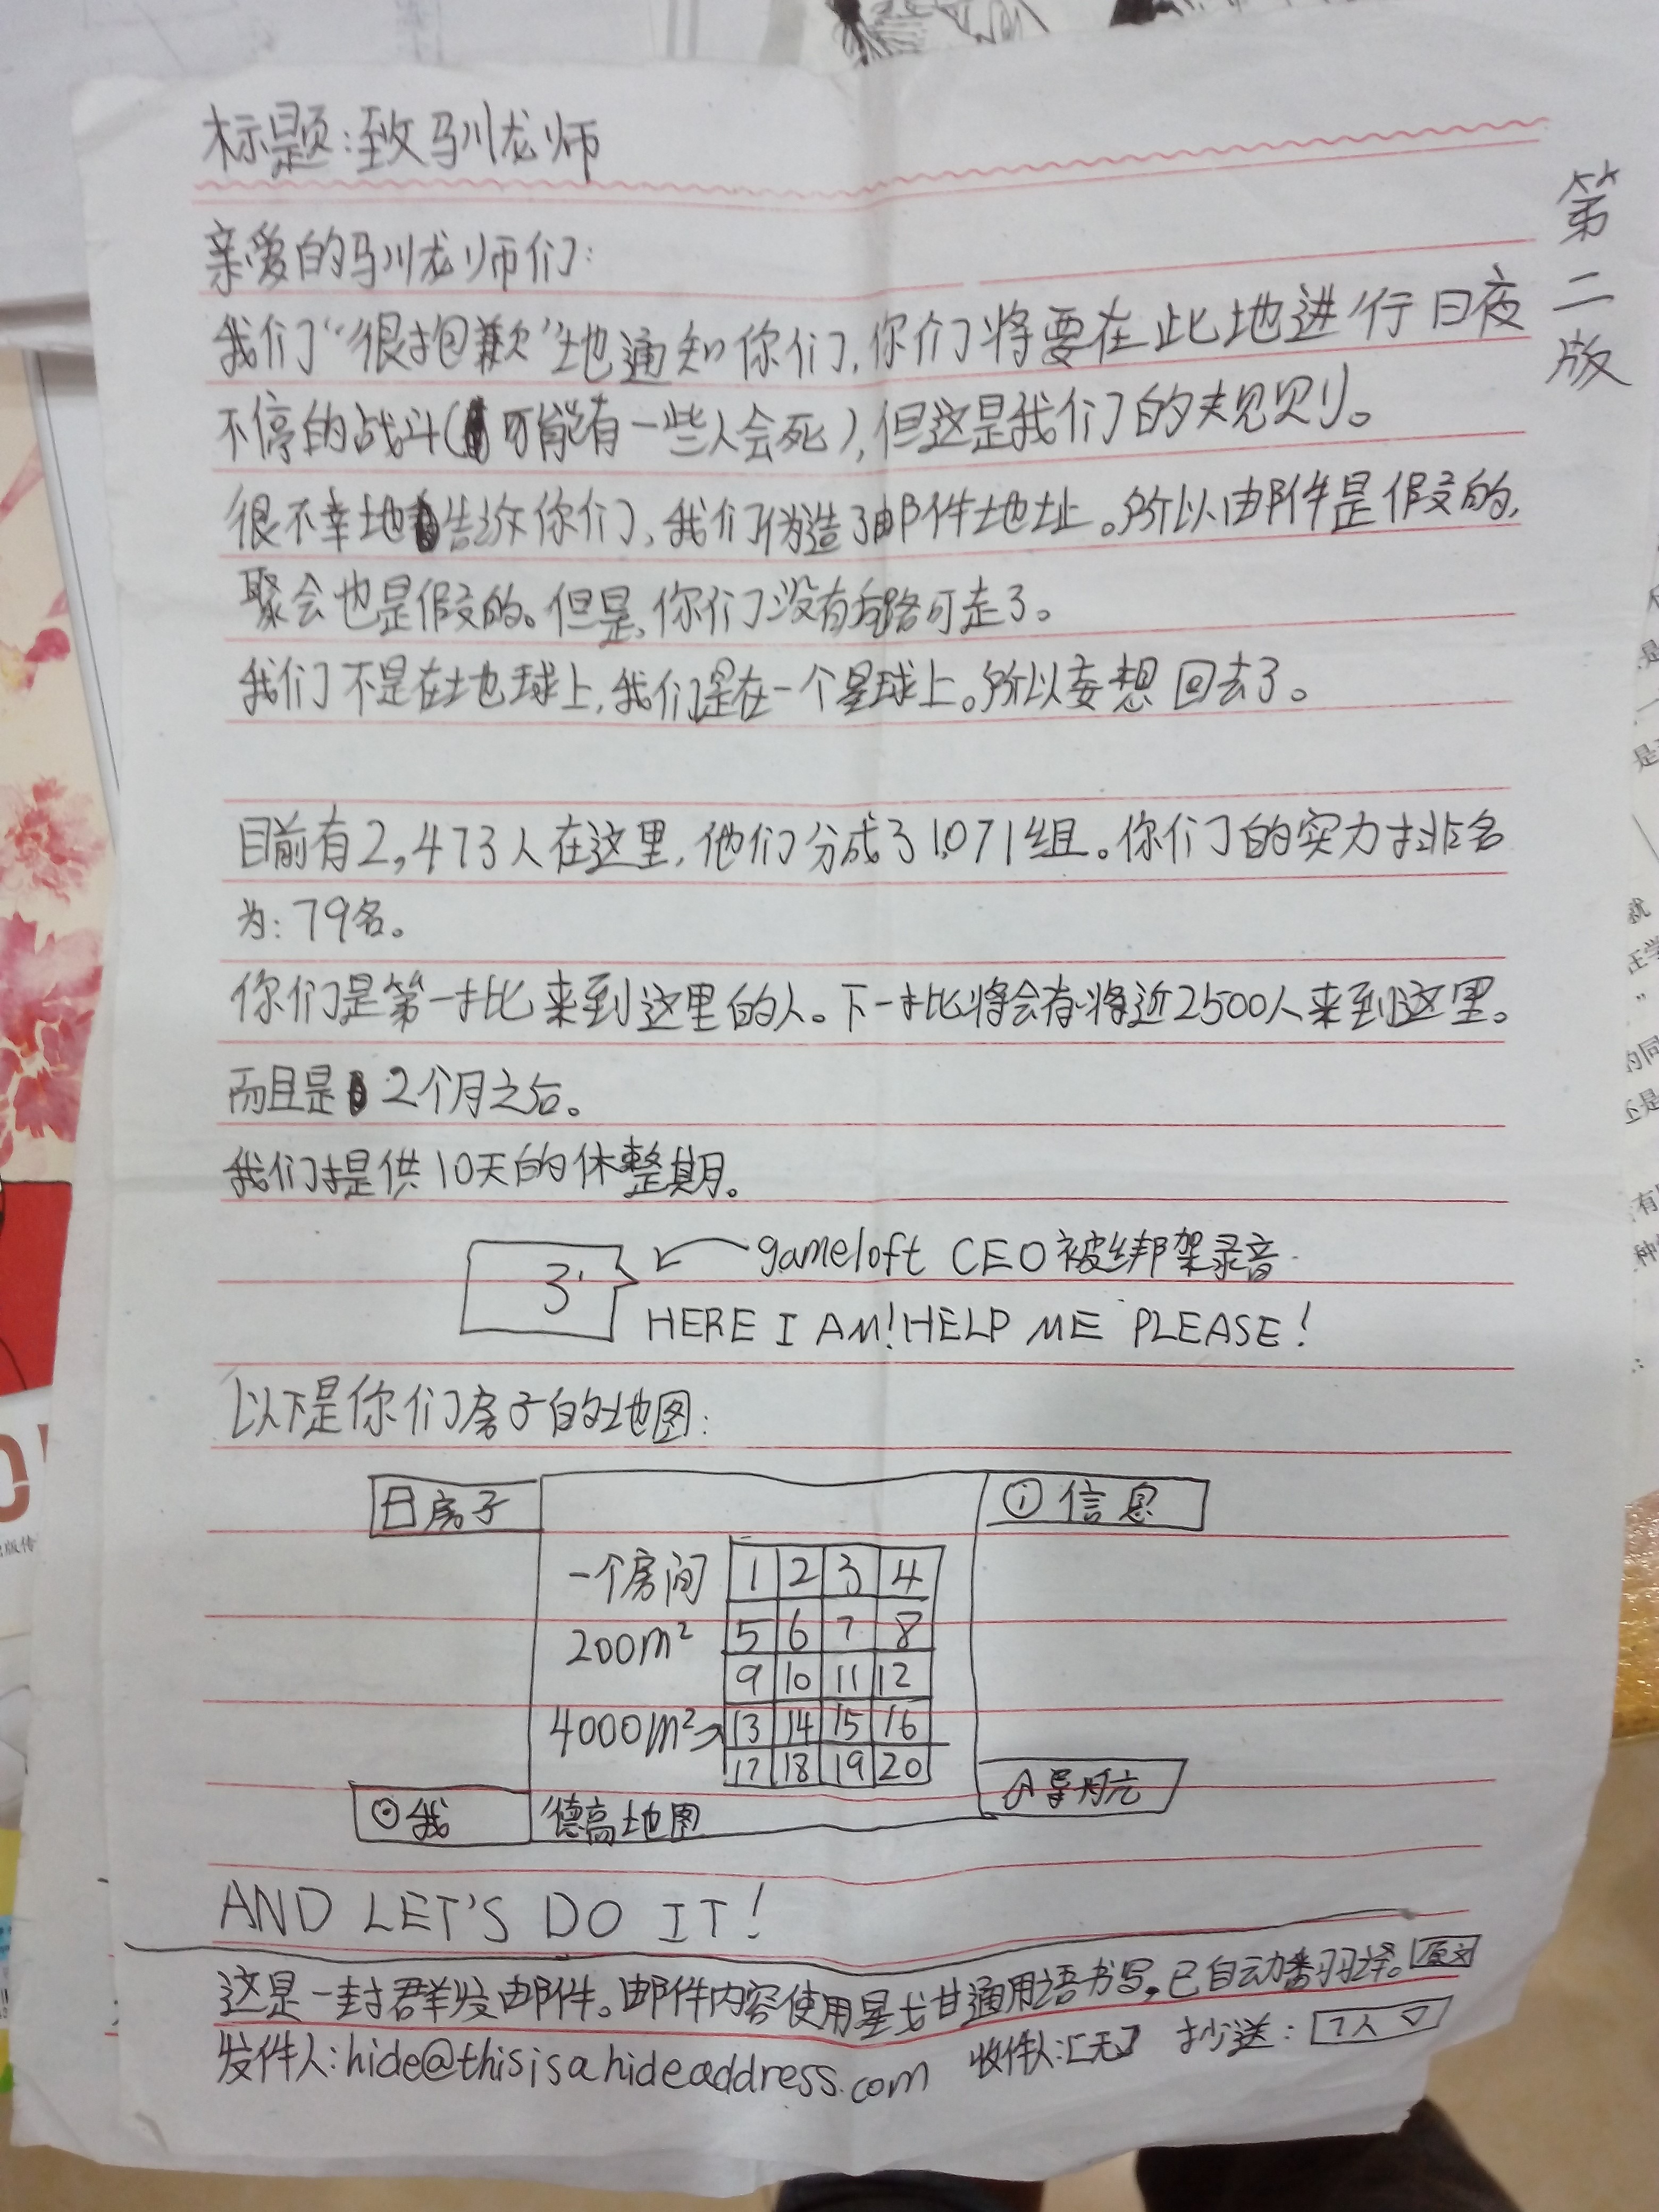 标题:致驯龙师
第二版
亲爱的驯龙师们:
我们“很抱歉”地通知你们,你们将要在此地进行日夜
不停的战斗(可能有一些人会死),但这是我们的规则。
很不幸地告诉你们,我们伪造了邮件地址。所以邮件是假的,
聚会也是假的。但是,你们没有后路可走了。
我们不是在地球上,我们是在一个星球上。所以妄想回去了。
目前有2,473人在这里,他们分成了1,071组。你们的实力排名
为:79名。
你们是第一批来到这里的人。下一批将会有将近2500人来到这里。
而且是2个月之后。
我们提供10天的休整期。
3' gameloft CEO被绑架录音
HERE I AM!HELP ME PLEASE!
以下是你们房子的地图:
房子
信息
一个房间 1 2 3 4
200m² 5 6 7 8
9 10 11 12
4000m² 13 14 15 16
17 18 19 20
我
德高地图
导航
AND LET'S DO IT!
这是一封群发邮件。邮件内容使用星戈甘通用语书写,已自动翻译。原文
发件人:hide@thisisahideaddress.com 收件人:[无] 抄送:7人